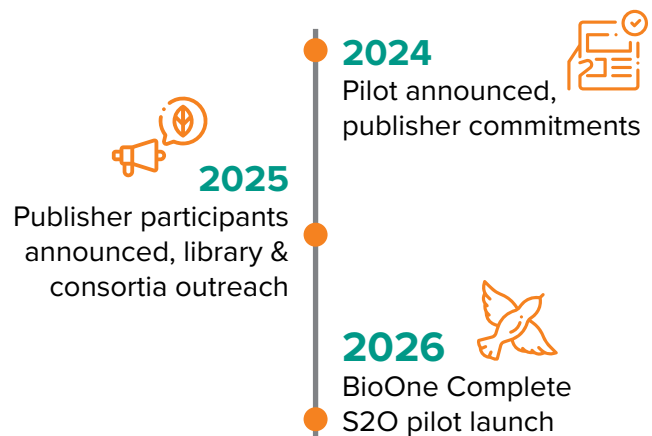 2024
Pilot announced,
publisher commitments
2025
Publisher participants
announced, library &
consortia outreach
2026
BioOne Complete
S2O pilot launch